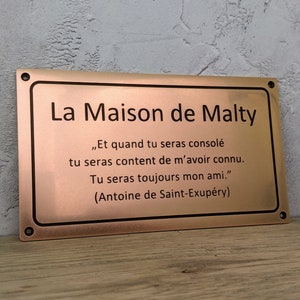 La Maison de Malty
„Et quand tu seras consolé
tu seras content de m’avoir connu.
Tu seras toujours mon ami.”
(Antoine de Saint-Exupéry)